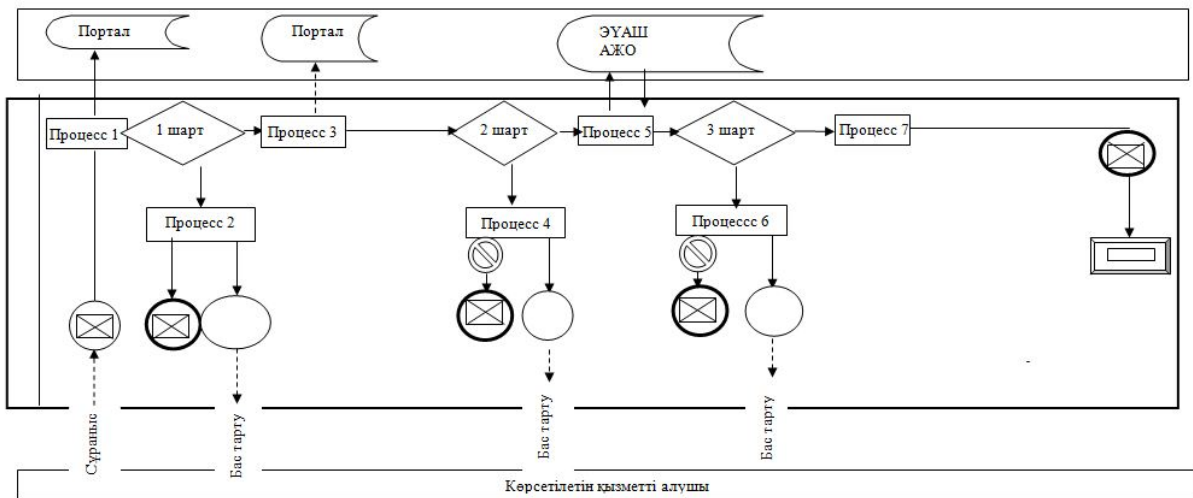 Портал
Портал
ЭҮАШ
АЖО
Процесс 1
1 шарт
Процесс 3
2 шарт
Процесс 5
3 шарт
Процесс 7
Процесс 2
Процесс 4
Процессс 6
Сұраныс
Бас тарту
Бас тарту
Бас тарту
Көрсетілетін қызметті алушы